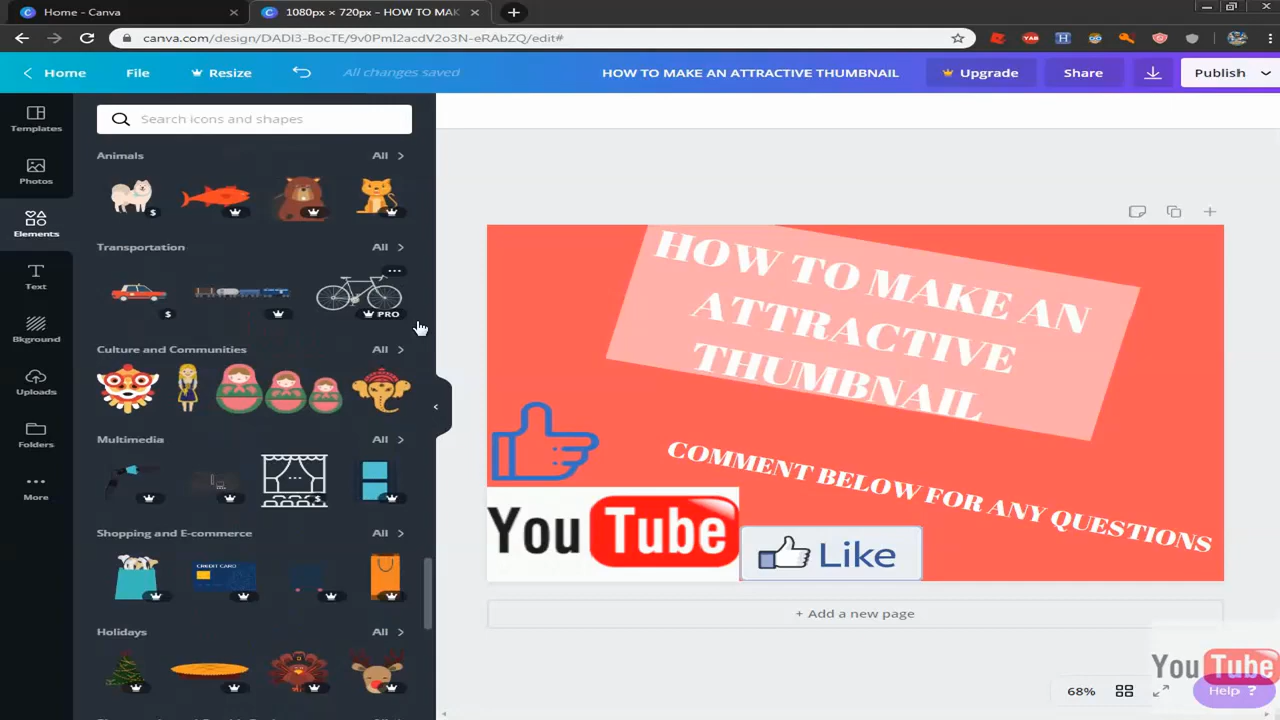 Home - Canva
1080px × 720px – HOW TO MAK
canva.com/design/DADI3-BocTE/9v0PmI2acdV2o3N-eRAbZQ/edit#
Home
File
Resize
All changes saved
HOW TO MAKE AN ATTRACTIVE THUMBNAIL
Upgrade
Share
Publish
Templates
Photos
Elements
Text
Bkground
Uploads
Folders
More
Search icons and shapes
Animals
All
$
Transportation
All
$
PRO
Culture and Communities
All
Multimedia
All
$
Shopping and E-commerce
All
CREDIT CARD
Holidays
All
HOW TO MAKE AN
ATTRACTIVE
THUMBNAIL
COMMENT BELOW FOR ANY QUESTIONS
YouTube
Like
+ Add a new page
YouTube
68%
Help ?